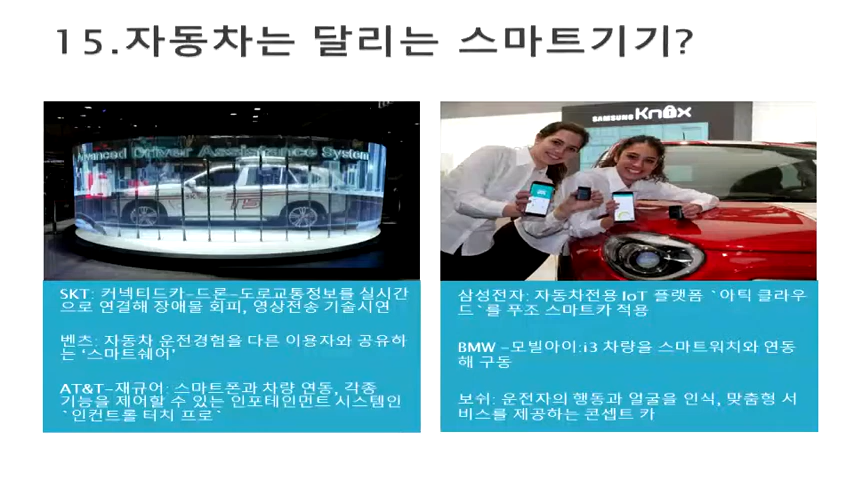 15.자동차는 달리는 스마트기기?
Advanced Driver Assistance System
SKT
T5
SAMSUNG Knox
SKT: 커넥티드카-드론-도로교통정보를 실시간
으로 연결해 장애물 회피, 영상전송 기술시연
벤츠: 자동차 운전경험을 다른 이용자와 공유하
는 '스마트쉐어'
AT&T-재규어: 스마트폰과 차량 연동, 각종
기능을 제어할 수 있는 인포테인먼트 시스템인
`인컨트롤 터치 프로`
삼성전자: 자동차전용 IoT 플랫폼 `아틱 클라우
드`를 푸조 스마트카 적용
BMW -모빌아이:i3 차량을 스마트워치와 연동
해 구동
보쉬: 운전자의 행동과 얼굴을 인식, 맞춤형 서
비스를 제공하는 콘셉트 카